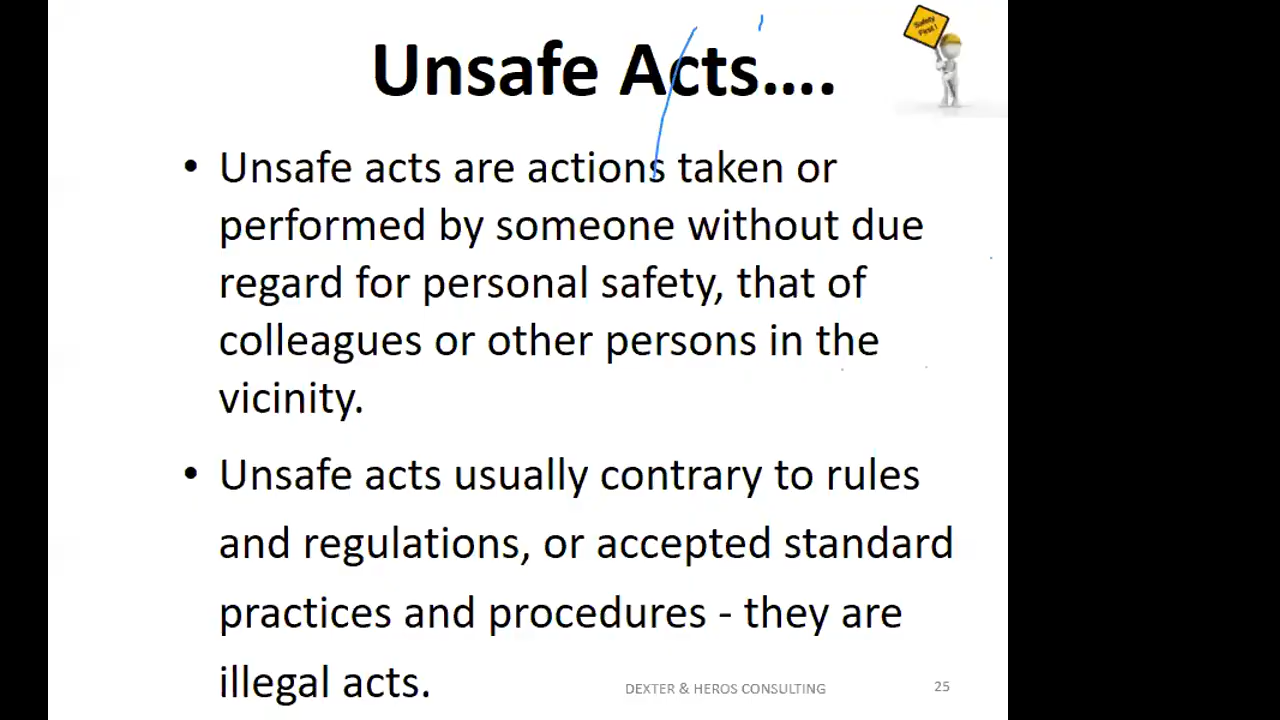 Safety
First!
Unsafe Acts….
• Unsafe acts are actions taken or
performed by someone without due
regard for personal safety, that of
colleagues or other persons in the
vicinity.
• Unsafe acts usually contrary to rules
and regulations, or accepted standard
practices and procedures - they are
illegal acts.
DEXTER & HEROS CONSULTING
25